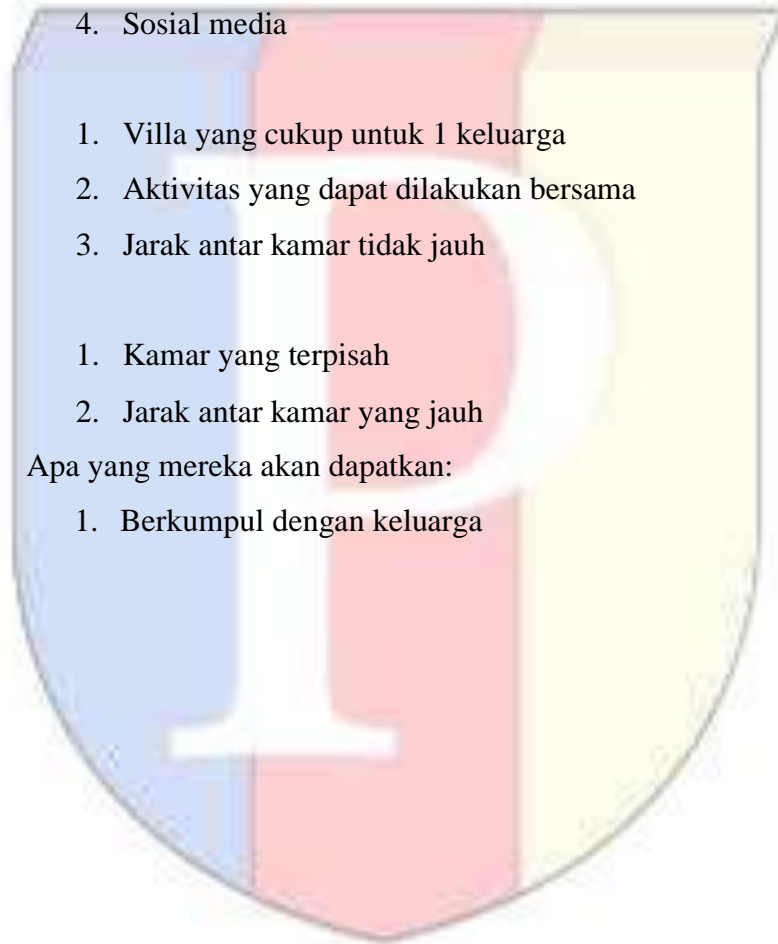 4. Sosial media
1. Villa yang cukup untuk 1 keluarga
2. Aktivitas yang dapat dilakukan bersama
3. Jarak antar kamar tidak jauh
1. Kamar yang terpisah
2. Jarak antar kamar yang jauh
Apa yang mereka akan dapatkan:
1. Berkumpul dengan keluarga
P